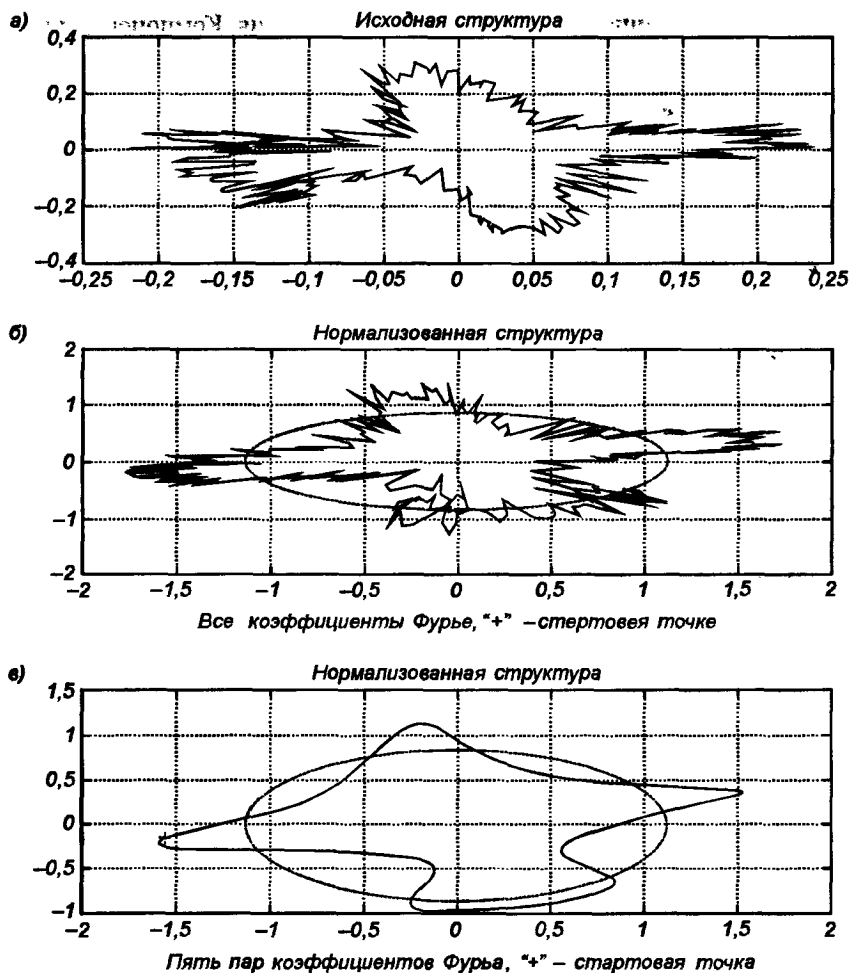 а) Исходная структура
0,4
0,2
0
–0,2
–0,4
–0,25 –0,2 –0,15 –0,1 –0,05 0 0,05 0,1 0,15 0,2 0,25
б) Нормализованная структура
2
1
0
–1
–2
–2 –1,5 –1 –0,5 0 0,5 1 1,5 2
Все коэффициенты Фурье, "+" –стертовея точке
в) Нормализованная структура
1,5
1
0,5
0
–0,5
–1
–2 –1,5 –1 –0,5 0 0,5 1 1,5 2
Пять пар коэффициентов Фурьа, "+" – стартовая точка